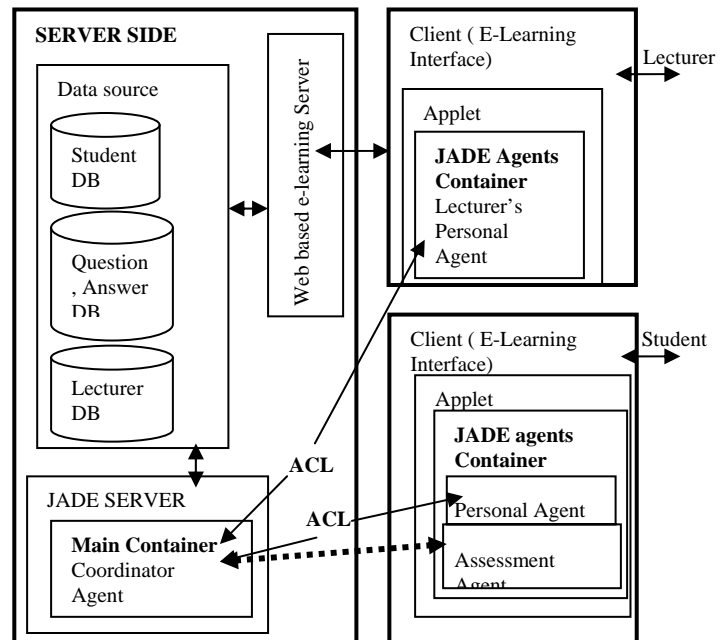 SERVER SIDE
Data source
Student
DB
Question
, Answer
DB
Lecturer
DB
Web based e-learning Server
JADE SERVER
Main Container
Coordinator
Agent
ACL
ACL
Client ( E-Learning
Interface)
Applet
JADE Agents
Container
Lecturer’s
Personal
Agent
Lecturer
Client ( E-Learning
Interface)
Applet
JADE agents
Container
Personal Agent
Assessment
Agent
Student